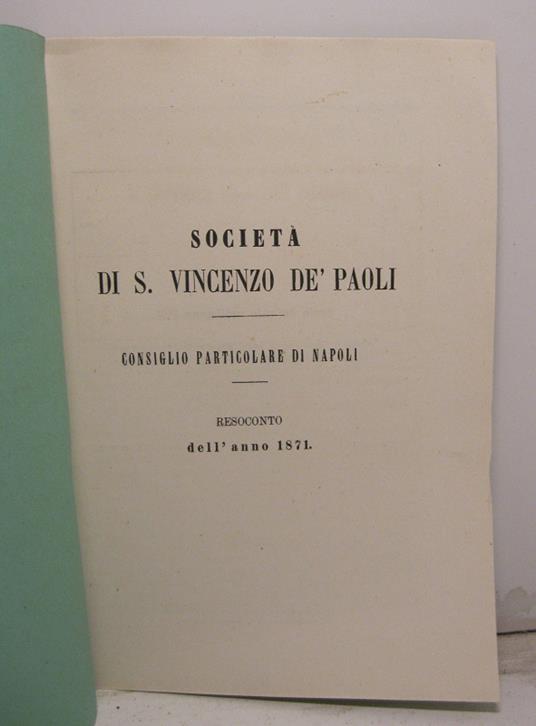 SOCIETÀ
DI S. VINCENZO DE' PAOLI
CONSIGLIO PARTICOLARE DI NAPOLI
RESOCONTO
dell' anno 1871.